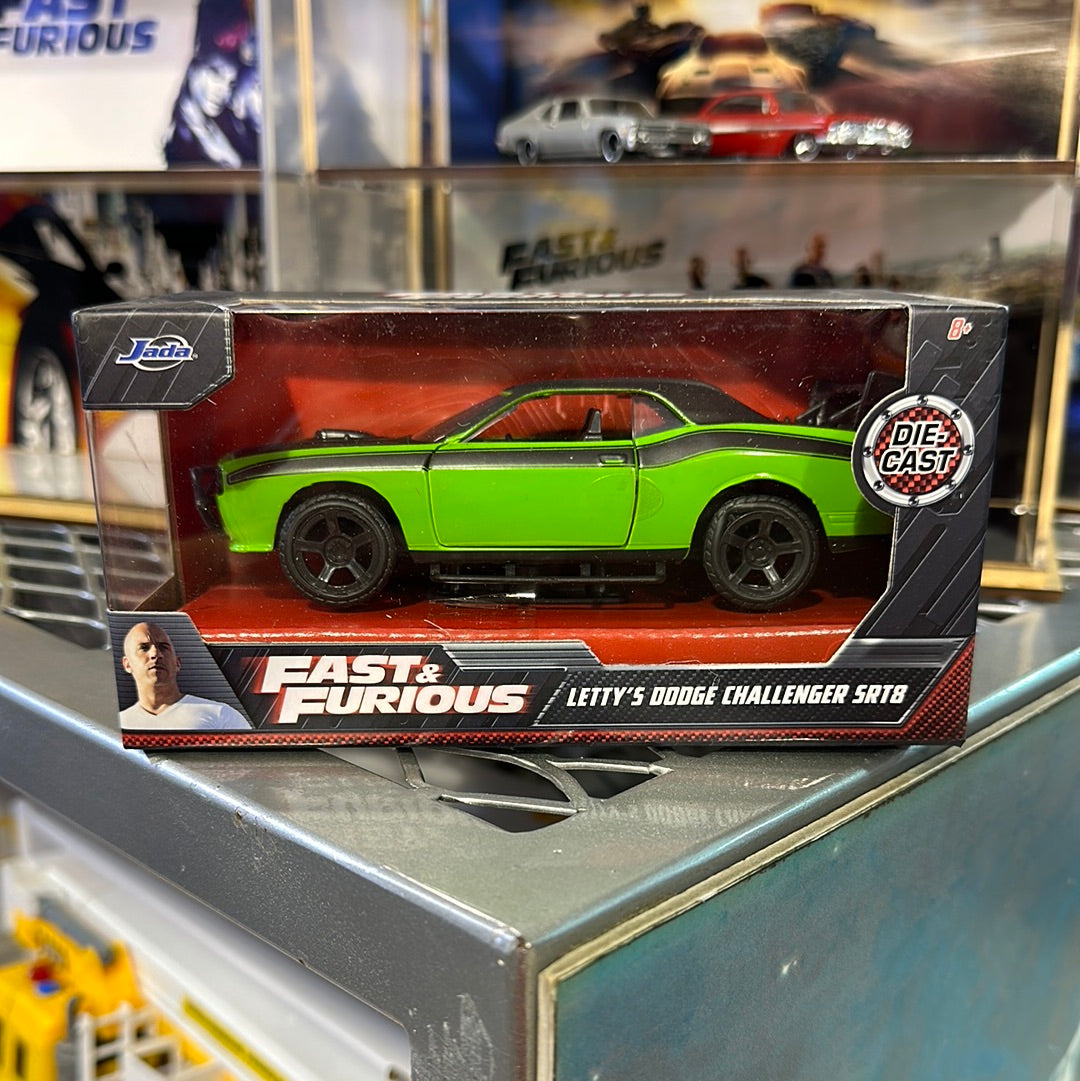 FAST
FURIOUS
FAST &
FURIOUS
Jada
8+
DIE-
CAST
FAST &
FURIOUS
LETTY'S DODGE CHALLENGER SRT8